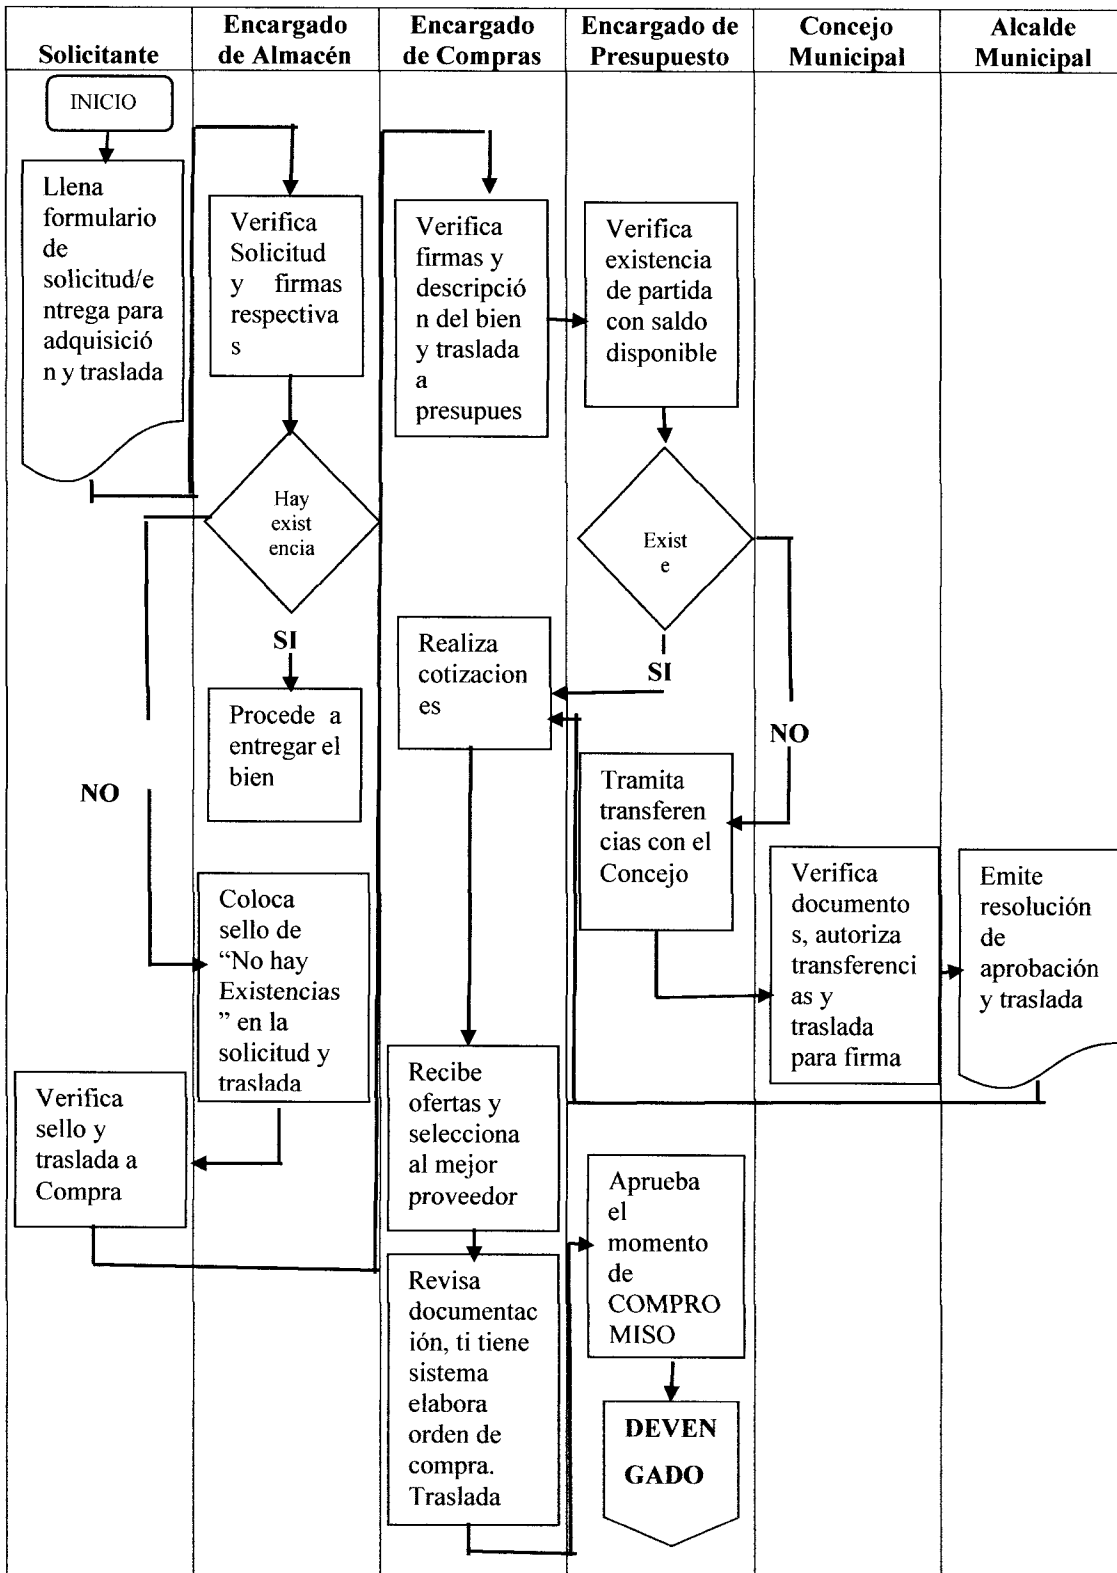 Solicitante
Encargado
de Almacén
Encargado
de Compras
Encargado de
Presupuesto
Concejo
Municipal
Alcalde
Municipal
INICIO
Llena
formulario
de
solicitud/e
ntrega para
adquisició
n y traslada
Verifica
Solicitud
y firmas
respectiva
s
Verifica
firmas y
descripció
n del bien
y traslada
a
presupues
Verifica
existencia
de partida
con saldo
disponible
Hay
exist
encia
Exist
e
SI
Realiza
cotizacion
es
SI
Procede a
entregar el
bien
NO
NO
Tramita
transferen
cias con el
Concejo
Coloca
sello de
“No hay
Existencias
” en la
solicitud y
traslada
Verifica
documento
s, autoriza
transferenci
as y
traslada
para firma
Emite
resolución
de
aprobación
y traslada
Verifica
sello y
traslada a
Compra
Recibe
ofertas y
selecciona
al mejor
proveedor
Aprueba
el
momento
de
COMPRO
MISO
Revisa
documentac
ión, ti tiene
sistema
elabora
orden de
compra.
Traslada
DEVEN
GADO